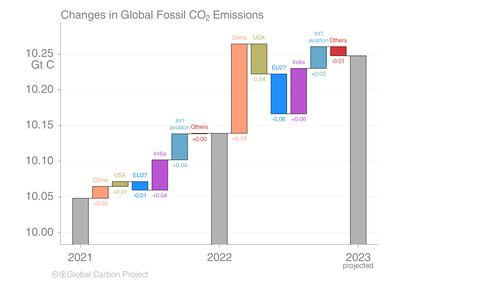 Changes in Global Fossil CO₂ Emissions
10.25
Gt C
10.20
10.15
10.10
10.05
10.00
China
+0.02
USA
+0.01
EU27
-0.01
India
+0.04
Int'l
aviation
+0.04
Others
+0.00
China
+0.13
USA
-0.04
EU27
-0.06
India
+0.06
Int'l
aviation
+0.03
Others
-0.01
2021
2022
2023
projected
Global Carbon Project